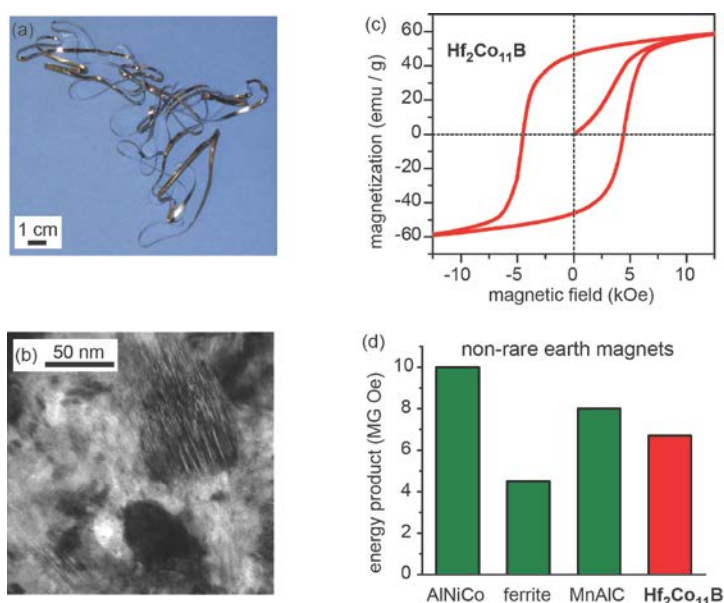 (a)
1 cm
(b)
50 nm
(c)
Hf₂Co₁₁B
magnetization (emu / g)
60
40
20
0
-20
-40
-60
-10
-5
0
5
10
magnetic field (kOe)
(d)
non-rare earth magnets
energy product (MG Oe)
10
8
6
4
2
0
AlNiCo
ferrite
MnAlC
Hf₂Co₁₁B